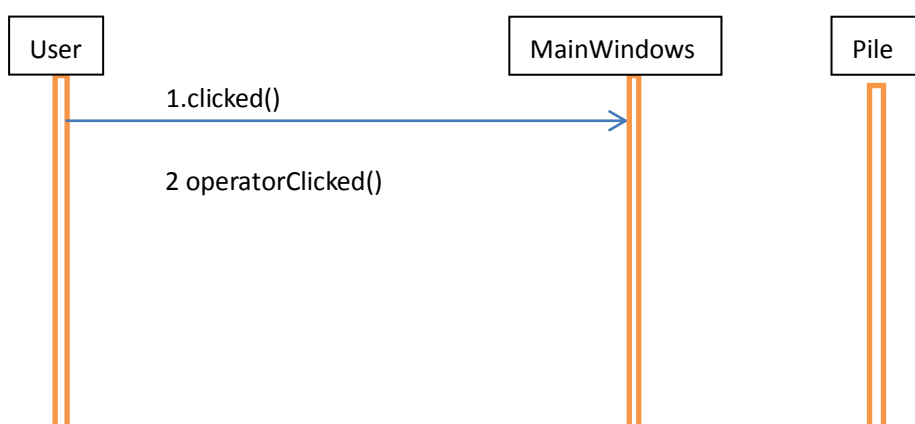 User
MainWindows
Pile
1.clicked()
2 operatorClicked()